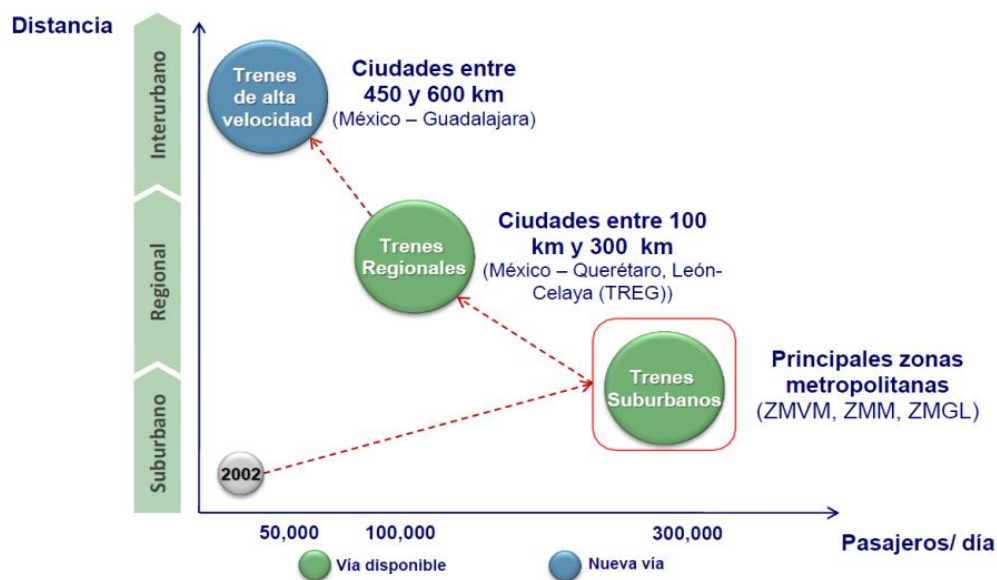 Distancia
Interurbano
Regional
Suburbano
Trenes
de alta
velocidad
Ciudades entre
450 y 600 km
(México – Guadalajara)
Trenes
Regionales
Ciudades entre 100
km y 300 km
(México – Querétaro, León-
Celaya (TREG))
Trenes
Suburbanos
Principales zonas
metropolitanas
(ZMVM, ZMM, ZMGL)
2002
50,000
100,000
300,000
Pasajeros/ día
Vía disponible
Nueva vía